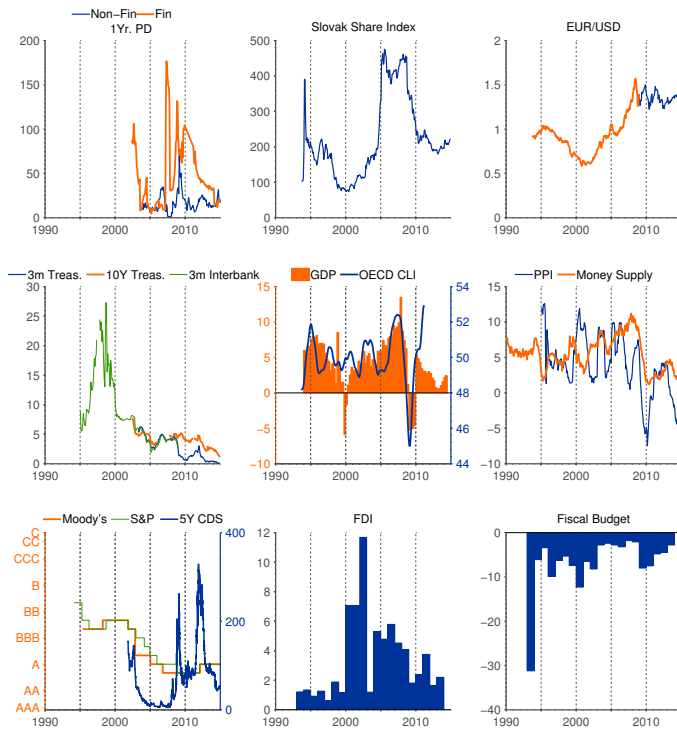 Non-Fin Fin
1Yr. PD
200
150
100
50
0
1990 2000 2010
Slovak Share Index
500
400
300
200
100
0
1990 2000 2010
EUR/USD
2
1.5
1
0.5
0
1990 2000 2010
3m Treas. 10Y Treas. 3m Interbank
30
25
20
15
10
5
0
1990 2000 2010
GDP OECD CLI
15 54
10 52
5 50
0 48
−5 46
−10 44
1990 2000 2010
PPI Money Supply
15
10
5
0
−5
−10
1990 2000 2010
Moody's S&P 5Y CDS
C 400
CC
CCC
B
BB 200
BBB
A
AA
AAA 0
1990 2000 2010
FDI
12
10
8
6
4
2
0
1990 2000 2010
Fiscal Budget
0
−10
−20
−30
−40
1990 2000 2010